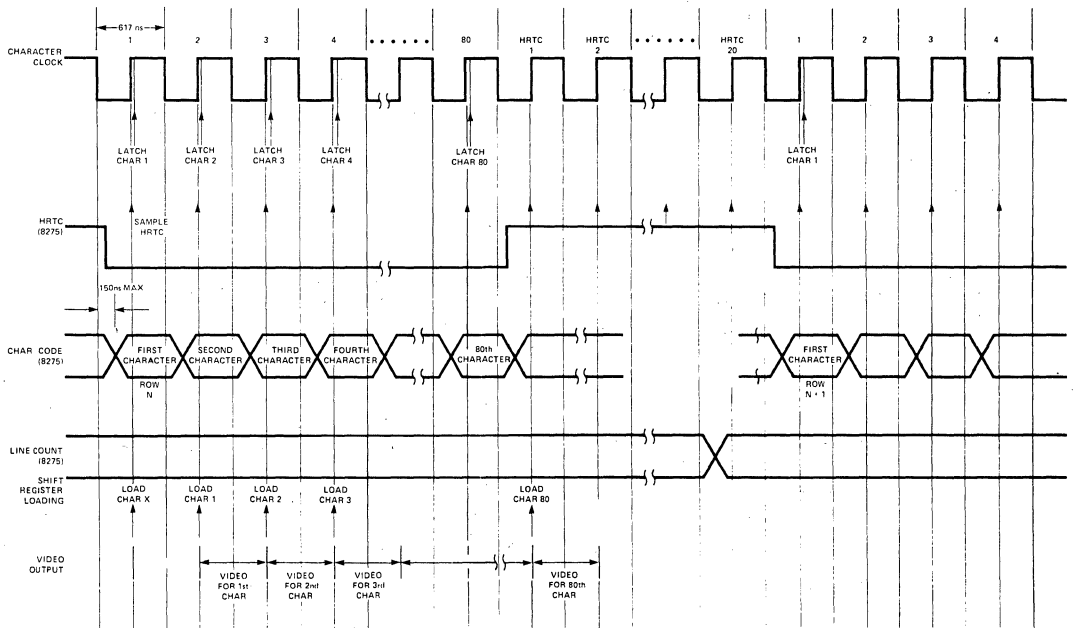 617 ns
1 2 3 4 80 HRTC 1 HRTC 2 HRTC 20 1 2 3 4
CHARACTER
CLOCK
LATCH CHAR 1
LATCH CHAR 2
LATCH CHAR 3
LATCH CHAR 4
LATCH CHAR 80
LATCH CHAR 1
HRTC
(8275)
SAMPLE
HRTC
150ns MAX
CHAR CODE
(8275)
FIRST CHARACTER
SECOND CHARACTER
THIRD CHARACTER
FOURTH CHARACTER
80th CHARACTER
FIRST CHARACTER
ROW
N
ROW
N + 1
LINE COUNT
(8275)
SHIFT
REGISTER
LOADING
LOAD CHAR X
LOAD CHAR 1
LOAD CHAR 2
LOAD CHAR 3
LOAD CHAR 80
VIDEO
OUTPUT
VIDEO FOR 1st CHAR
VIDEO FOR 2nd CHAR
VIDEO FOR 3rd CHAR
VIDEO FOR 80th CHAR